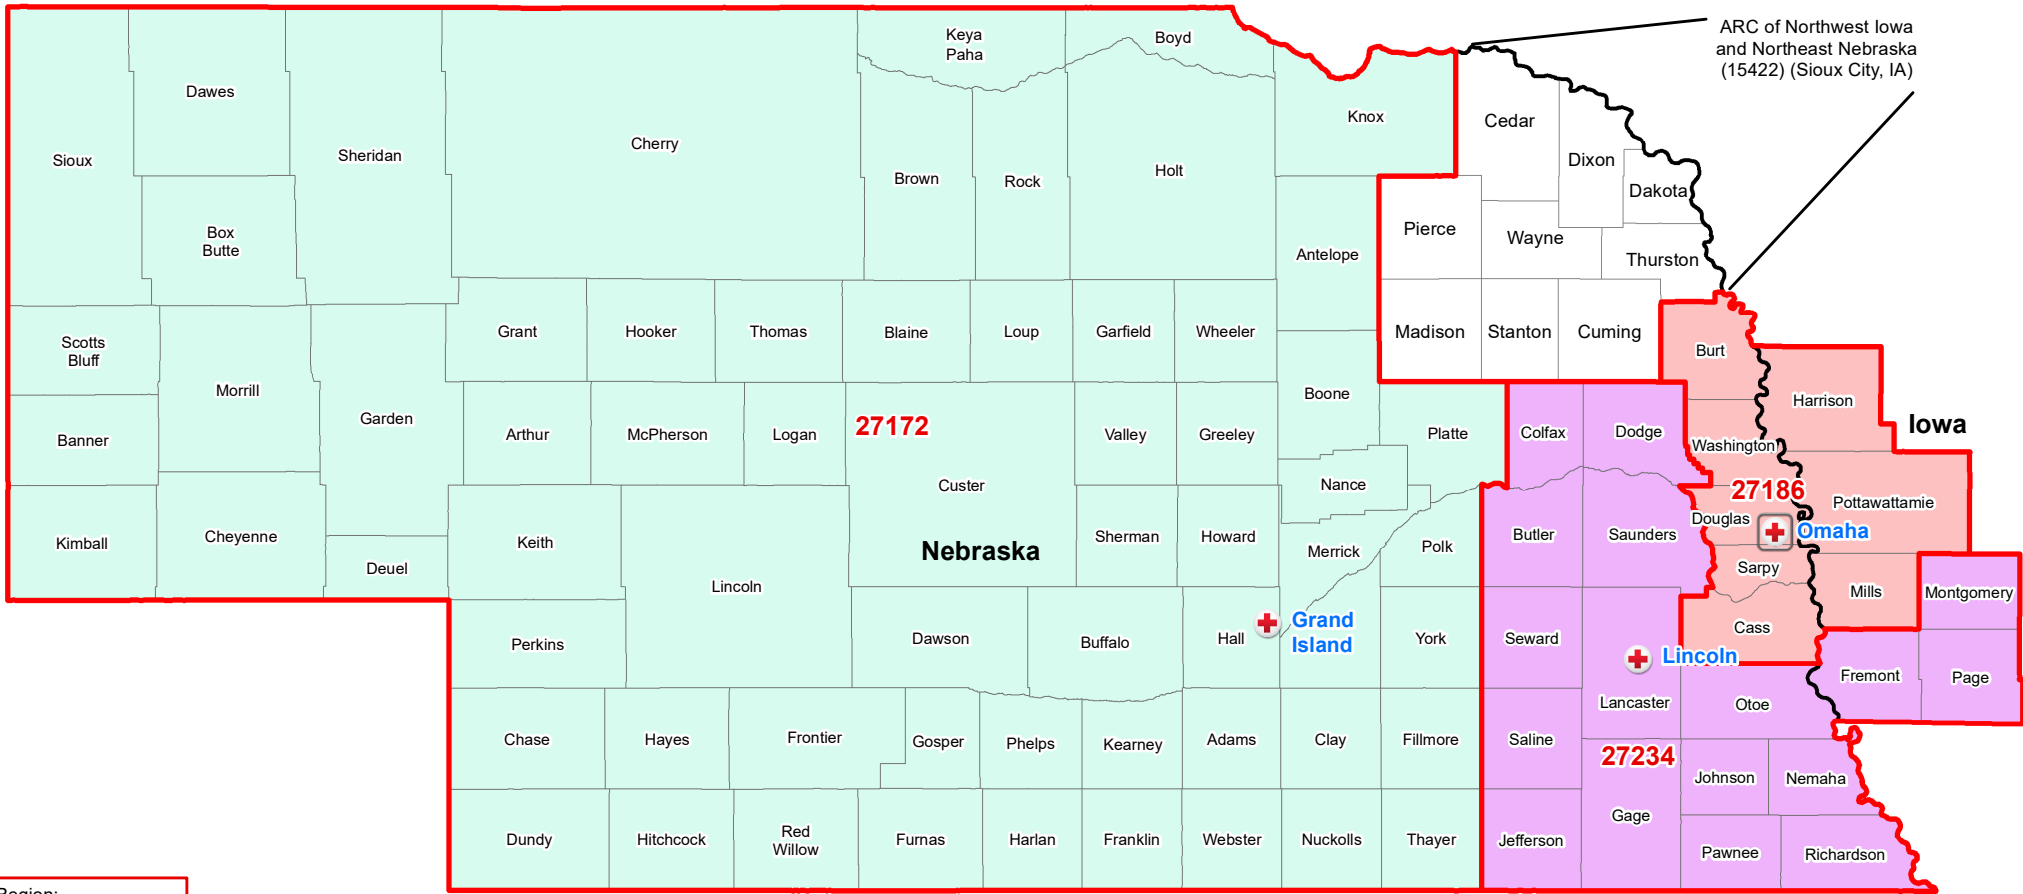 ARC of Northwest Iowa
and Northeast Nebraska
(15422) (Sioux City, IA)
Keya
Paha
Boyd
Dawes
Knox
Cedar
Sioux
Sheridan
Cherry
Brown
Rock
Holt
Dixon
Dakota
Box
Butte
Antelope
Pierce
Wayne
Thurston
Scotts
Bluff
Grant
Hooker
Thomas
Blaine
Loup
Garfield
Wheeler
Madison
Stanton
Cuming
Burt
Morrill
Garden
Boone
Harrison
Iowa
Banner
Arthur
McPherson
Logan
27172
Valley
Greeley
Platte
Colfax
Dodge
Washington
Custer
Nance
27186
Pottawattamie
Kimball
Cheyenne
Keith
Nebraska
Sherman
Howard
Merrick
Polk
Butler
Saunders
Douglas
Omaha
Deuel
Lincoln
Sarpy
Mills
Montgomery
Perkins
Dawson
Buffalo
Hall
Grand
Island
York
Seward
Lincoln
Cass
Fremont
Page
Lancaster
Otoe
Chase
Hayes
Frontier
Gosper
Phelps
Kearney
Adams
Clay
Fillmore
Saline
27234
Johnson
Nemaha
Dundy
Hitchcock
Red
Willow
Furnas
Harlan
Franklin
Webster
Nuckolls
Thayer
Jefferson
Gage
Pawnee
Richardson
Region: